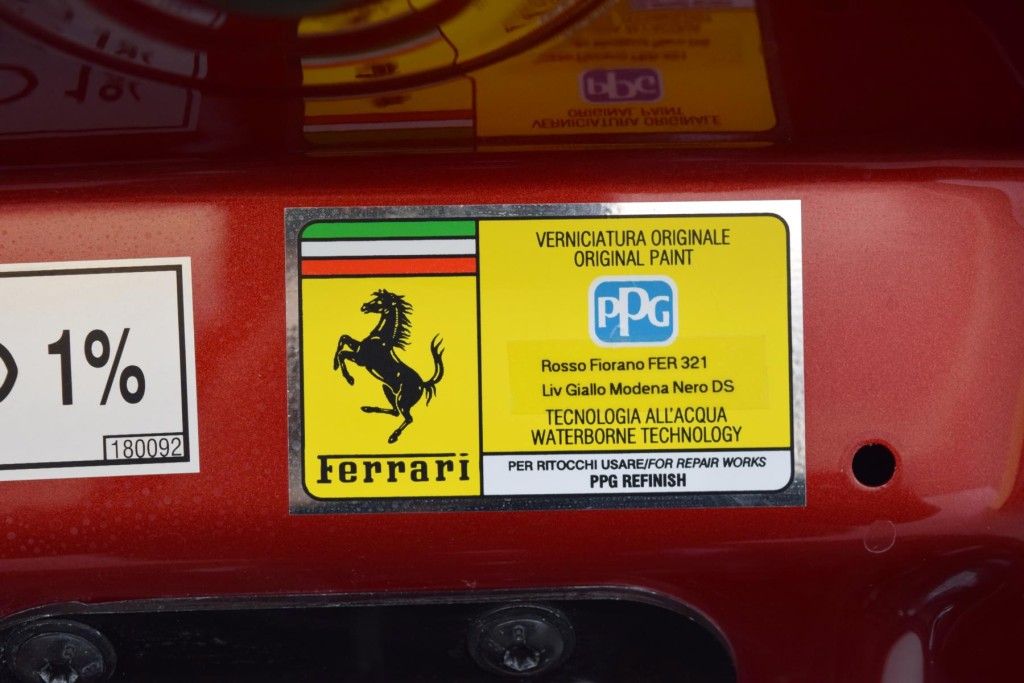 1%
180092
VERNICIATURA ORIGINALE
ORIGINAL PAINT
PPG
Rosso Fiorano FER 321
Liv Giallo Modena Nero DS
TECNOLOGIA ALL'ACQUA
WATERBORNE TECHNOLOGY
Ferrari
PER RITOCCHI USARE/FOR REPAIR WORKS
PPG REFINISH